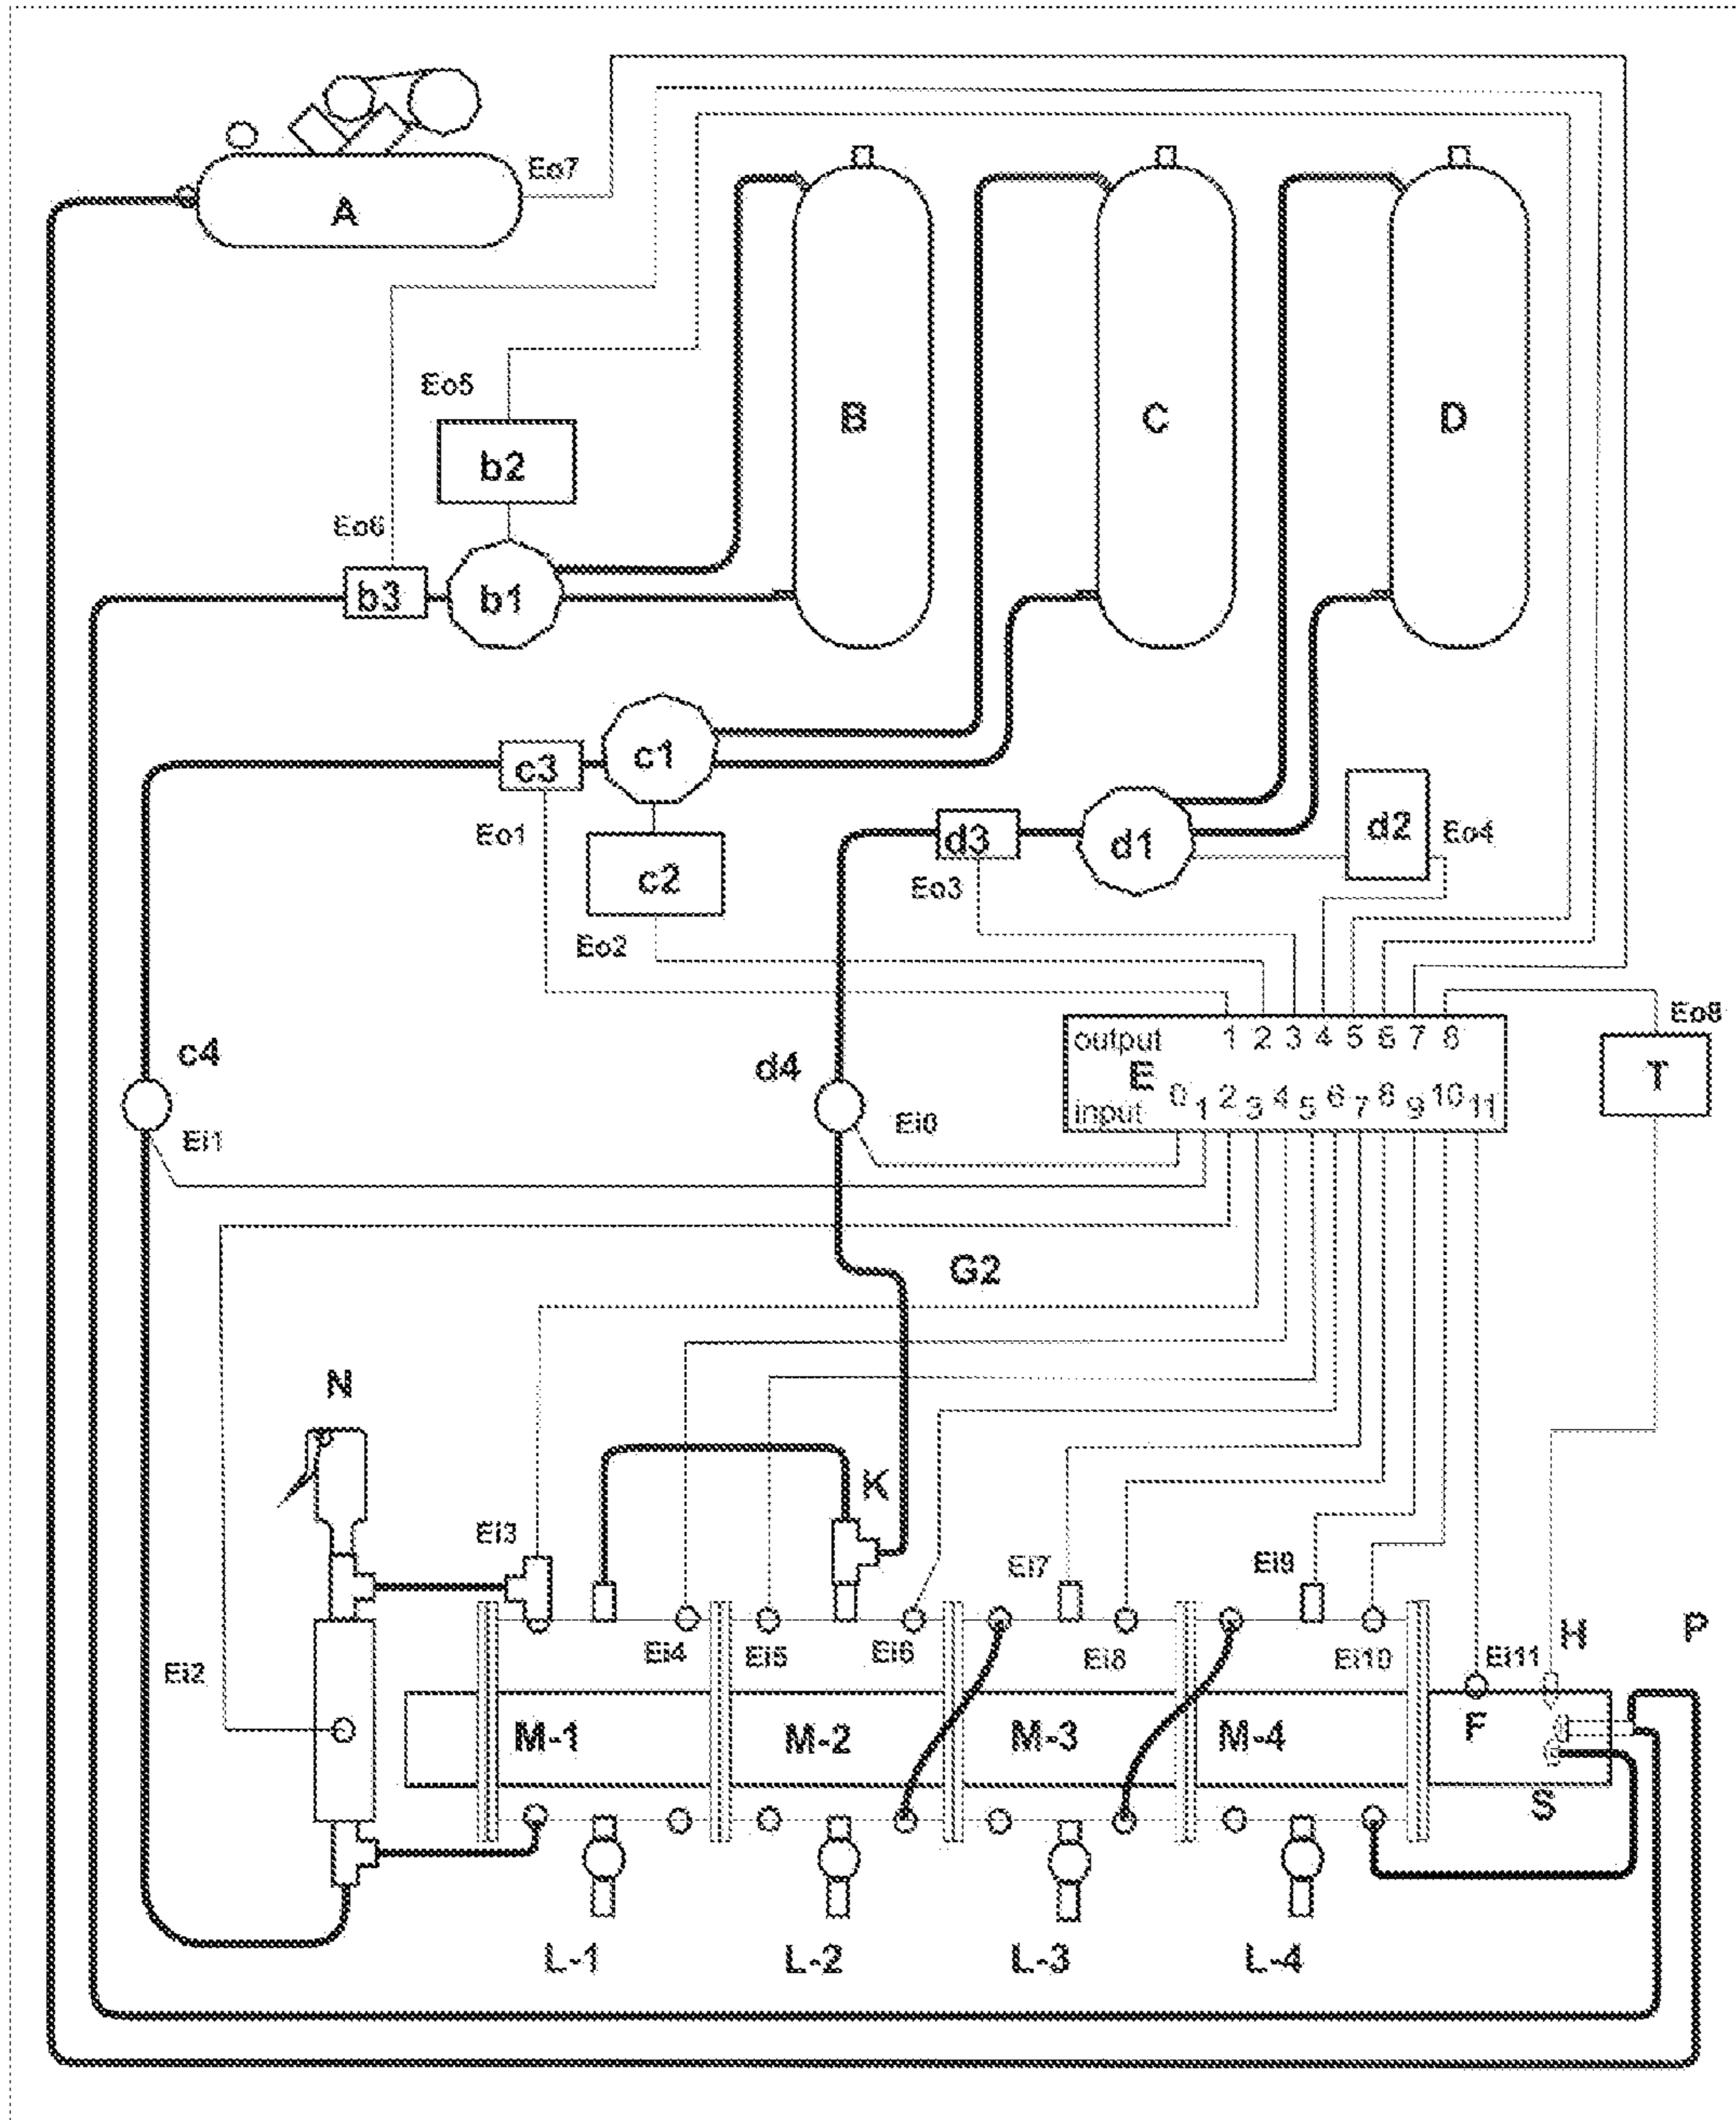 Eo7
A
Eo5
B
C
D
b2
Eo6
b3
b1
c1
c3
d2
Eo4
Eo1
d3
d1
c2
Eo3
Eo2
Eo8
output 1 2 3 4 5 6 7 8
c4
d4
E
T
input 0 1 2 3 4 5 6 7 8 9 10 11
Ei1
Ei0
G2
N
K
Ei3
Ei7
Ei9
H
P
Ei2
Ei4
Ei5
Ei6
Ei8
Ei10
Ei11
M-1
M-2
M-3
M-4
F
S
L-1
L-2
L-3
L-4